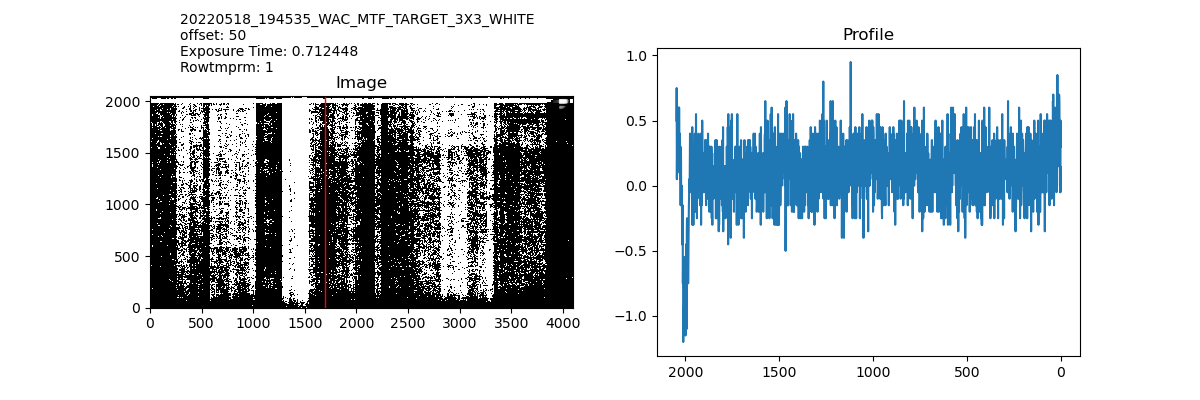 20220518_194535_WAC_MTF_TARGET_3X3_WHITE
offset: 50
Exposure Time: 0.712448
Rowtmprm: 1
Image
2000
1500
1000
500
0
0 500 1000 1500 2000 2500 3000 3500 4000
Profile
1.0
0.5
0.0
−0.5
−1.0
2000 1500 1000 500 0